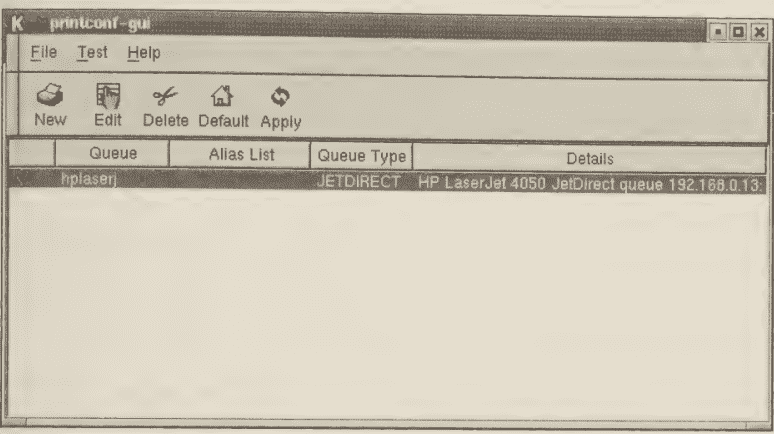 printconf-gui
File Test Help
New Edit Delete Default Apply
Queue Alias List Queue Type Details
hplaserj JETDIRECT HP LaserJet 4050 JetDirect queue 192.168.0.13: